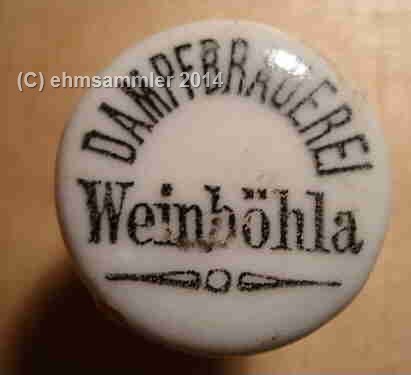 (C) ehmsammler 2014
DAMPFBRAUEREI
Weinböhla